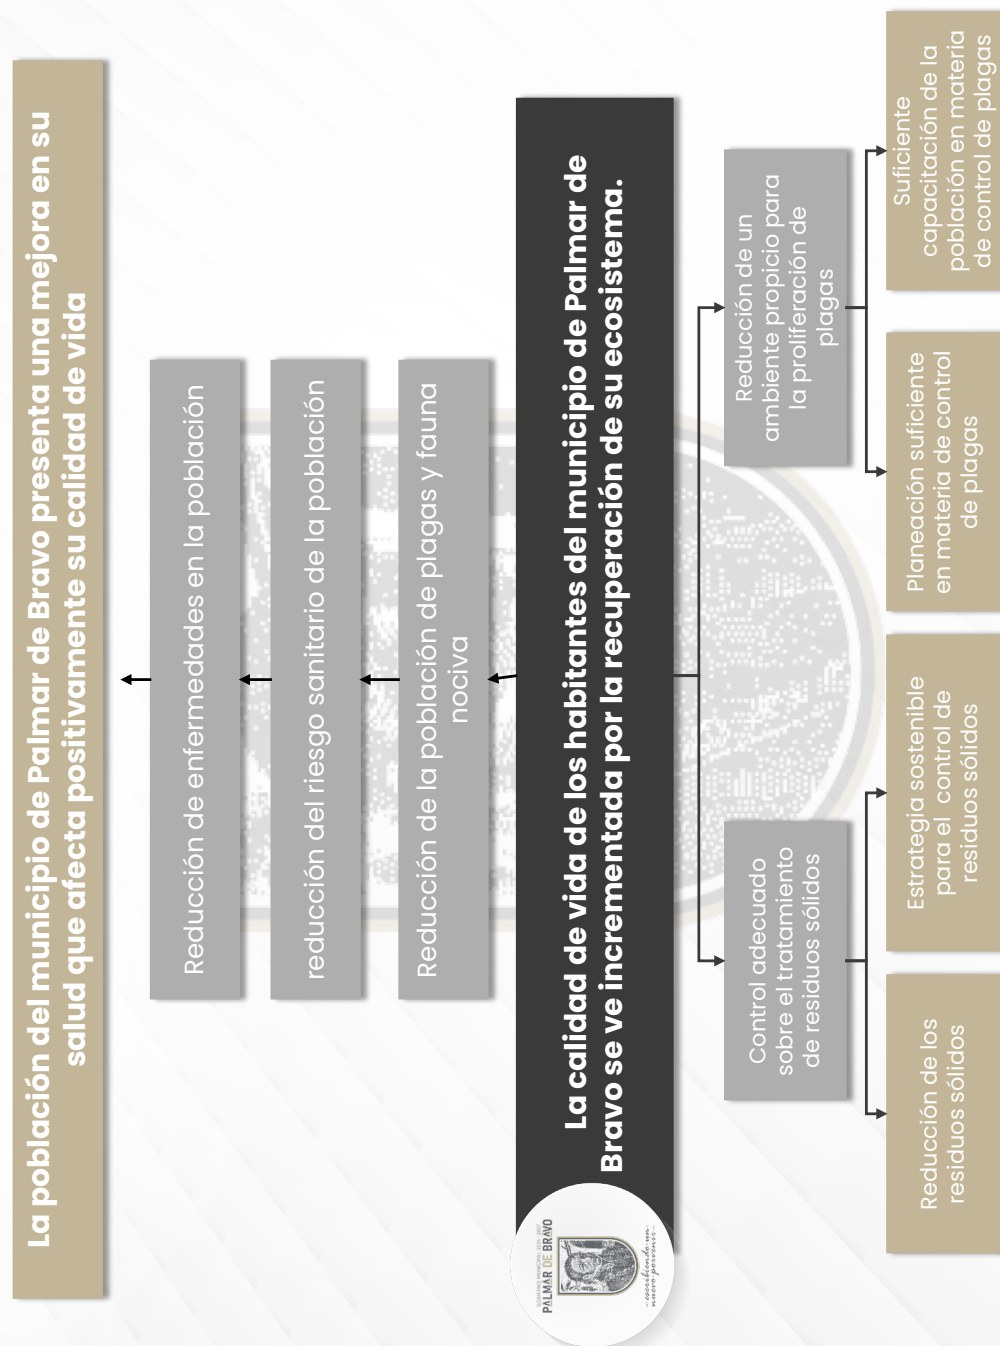 La población del municipio de Palmar de Bravo presenta una mejora en su
salud que afecta positivamente su calidad de vida
Reducción de enfermedades en la población
reducción del riesgo sanitario de la población
Reducción de la población de plagas y fauna
nociva
La calidad de vida de los habitantes del municipio de Palmar de
Bravo se ve incrementada por la recuperación de su ecosistema.
PALMAR DE BRAVO
-escribiendo un-
nuevo porvenir-
Control adecuado
sobre el tratamiento
de residuos sólidos
Reducción de un
ambiente propicio para
la proliferación de
plagas
Reducción de los
residuos sólidos
Estrategia sostenible
para el control de
residuos sólidos
Planeación suficiente
en materia de control
de plagas
Suficiente
capacitación de la
población en materia
de control de plagas